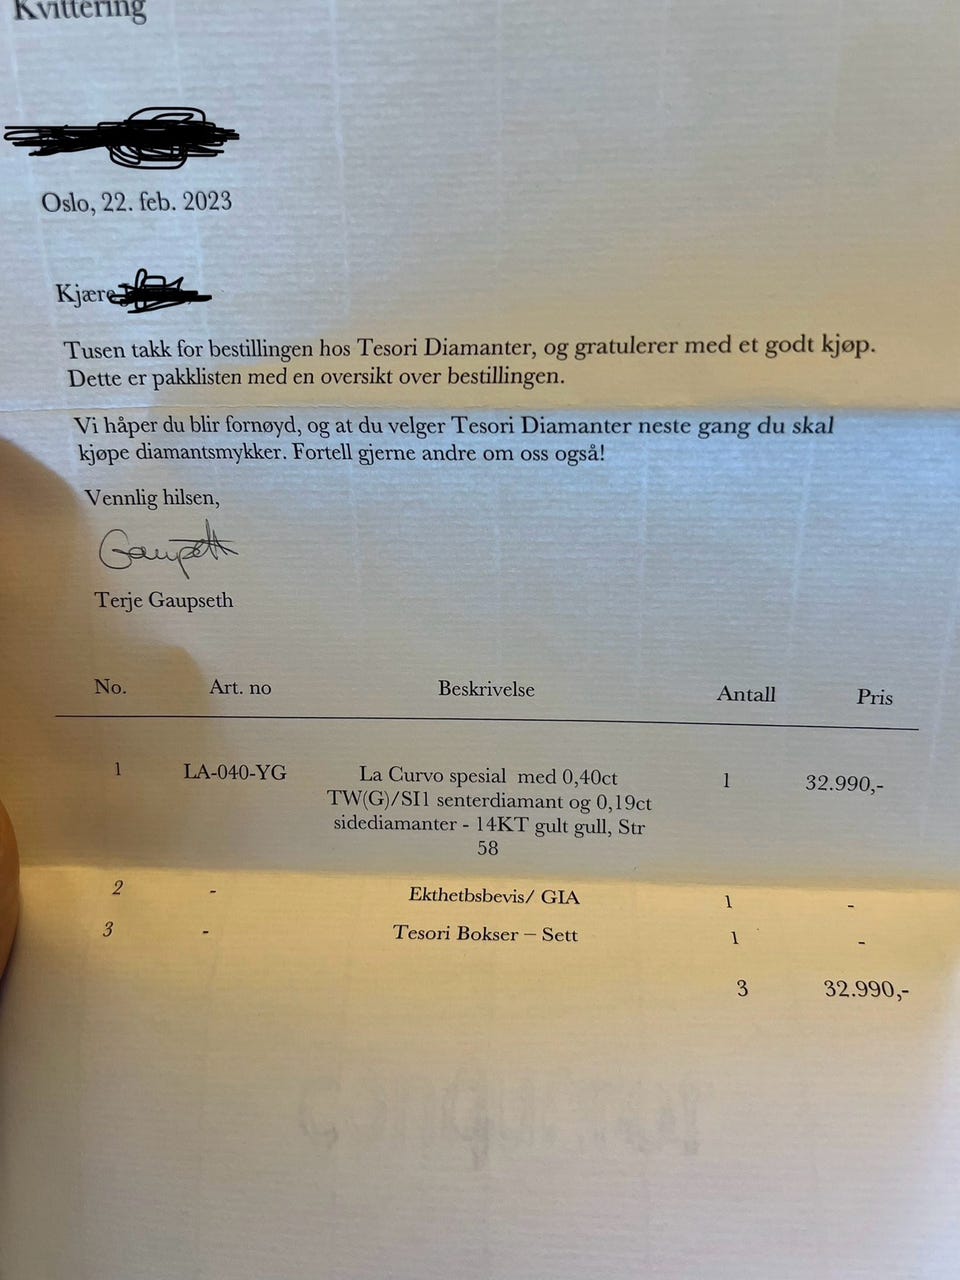 Kvittering
Oslo, 22. feb. 2023
Kjære
Tusen takk for bestillingen hos Tesori Diamanter, og gratulerer med et godt kjøp.
Dette er pakklisten med en oversikt over bestillingen.
Vi håper du blir fornøyd, og at du velger Tesori Diamanter neste gang du skal
kjøpe diamantsmykker. Fortell gjerne andre om oss også!
Vennlig hilsen,
Gaupseth
Terje Gaupseth
No. Art. no Beskrivelse Antall Pris
1 LA-040-YG La Curvo spesial med 0,40ct 1 32.990,-
TW(G)/SI1 senterdiamant og 0,19ct
sidediamanter - 14KT gult gull, Str
58
2 - Ekthetbsbevis/ GIA 1 -
3 - Tesori Bokser – Sett 1 -
3 32.990,-